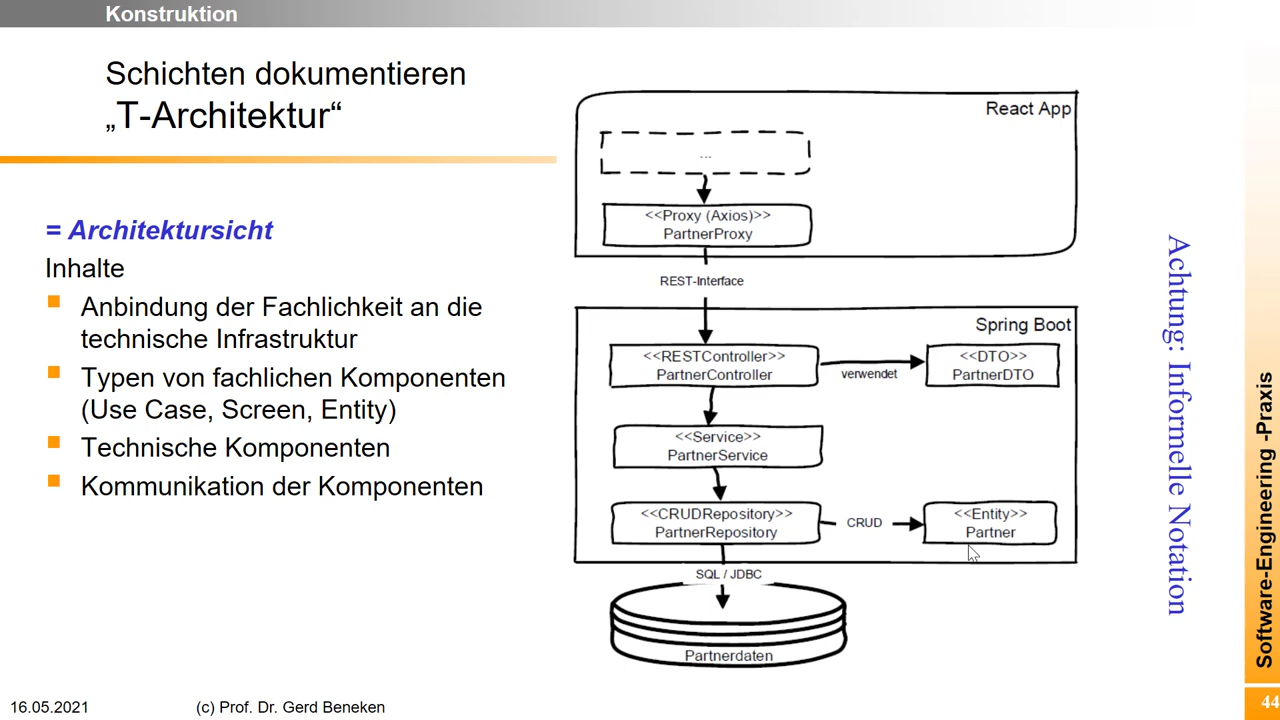 Konstruktion
Schichten dokumentieren
„T-Architektur“
= Architektursicht
Inhalte
Anbindung der Fachlichkeit an die
technische Infrastruktur
Typen von fachlichen Komponenten
(Use Case, Screen, Entity)
Technische Komponenten
Kommunikation der Komponenten
React App
...
<<Proxy (Axios)>>
PartnerProxy
REST-Interface
Spring Boot
<<RESTController>>
PartnerController
verwendet
<<DTO>>
PartnerDTO
<<Service>>
PartnerService
<<CRUDRepository>>
PartnerRepository
CRUD
<<Entity>>
Partner
SQL / JDBC
Partnerdaten
Achtung: Informelle Notation
Software-Engineering -Praxis
16.05.2021
(c) Prof. Dr. Gerd Beneken
44